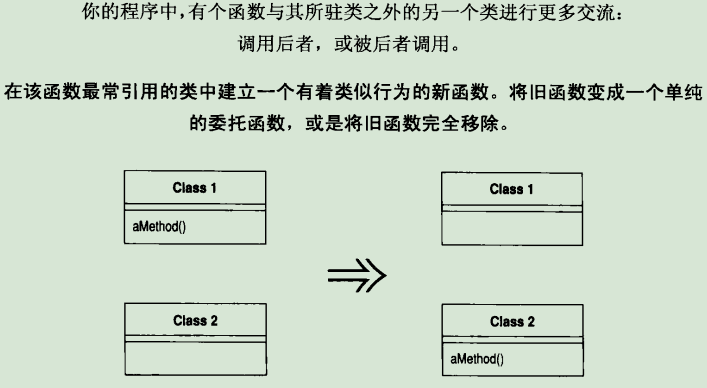 你的程序中，有个函数与其所驻类之外的另一个类进行更多交流：
调用后者，或被后者调用。
在该函数最常引用的类中建立一个有着类似行为的新函数。将旧函数变成一个单纯
的委托函数，或是将旧函数完全移除。
Class 1
Class 1
aMethod()
Class 2
Class 2
aMethod()